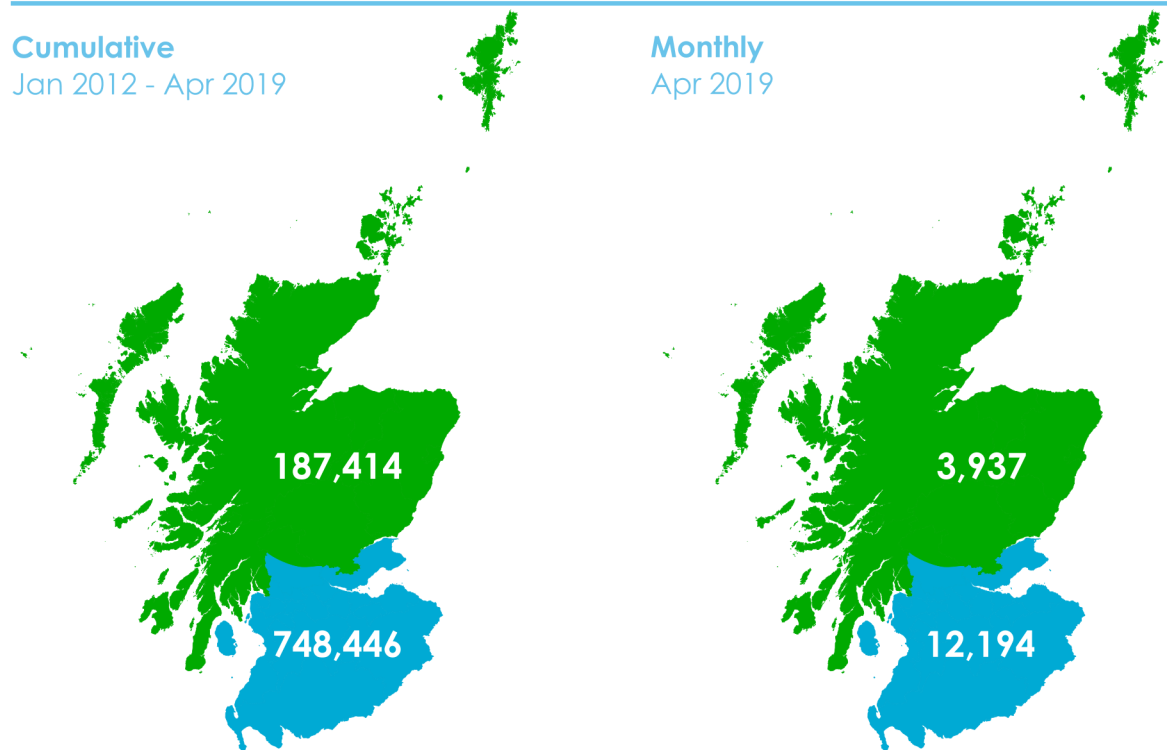 Cumulative
Jan 2012 - Apr 2019
187,414
748,446
Monthly
Apr 2019
3,937
12,194